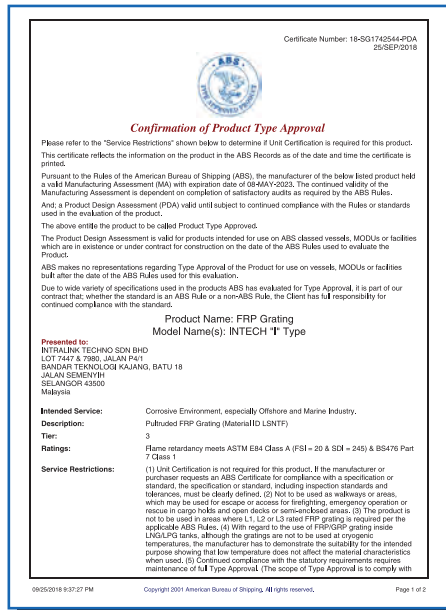 Certificate Number: 18-SG1742544-PDA
25/SEP/2018
ABS
TYPE APPROVED PRODUCT
Confirmation of Product Type Approval
Please refer to the "Service Restrictions" shown below to determine if Unit Certification is required for this product.
This certificate reflects the information on the product in the ABS Records as of the date and time the certificate is
printed.
Pursuant to the Rules of the American Bureau of Shipping (ABS), the manufacturer of the below listed product held
a valid Manufacturing Assessment (MA) with expiration date of 08-MAY-2023. The continued validity of the
Manufacturing Assessment is dependent on completion of satisfactory audits as required by the ABS Rules.
And; a Product Design Assessment (PDA) valid until subject to continued compliance with the Rules or standards
used in the evaluation of the product.
The above entitle the product to be called Product Type Approved.
The Product Design Assessment is valid for products intended for use on ABS classed vessels, MODUs or facilities
which are in existence or under contract for construction on the date of the ABS Rules used to evaluate the
Product.
ABS makes no representations regarding Type Approval of the Product for use on vessels, MODUs or facilities
built after the date of the ABS Rules used for this evaluation.
Due to wide variety of specifications used in the products ABS has evaluated for Type Approval, it is part of our
contract that; whether the standard is an ABS Rule or a non-ABS Rule, the Client has full responsibility for
continued compliance with the standard.
Product Name: FRP Grating
Model Name(s): INTECH "I" Type
Presented to:
INTRALINK TECHNO SDN BHD
LOT 7447 & 7980, JALAN P4/1
BANDAR TEKNOLOGI KAJANG, BATU 18
JALAN SEMENYIH
SELANGOR 43500
Malaysia
Intended Service: Corrosive Environment, especially Offshore and Marine Industry.
Description: Pultruded FRP Grating (Material ID LSNTF)
Tier: 3
Ratings: Flame retardancy meets ASTM E84 Class A (FSI = 20 & SDI = 245) & BS476 Part
7 Class 1
Service Restrictions: (1) Unit Certification is not required for this product. If the manufacturer or
purchaser requests an ABS Certificate for compliance with a specification or
standard, the specification or standard, including inspection standards and
tolerances, must be clearly defined. (2) Not to be used as walkways or areas,
which may be used for escape or access for firefighting, emergency operation or
rescue in cargo holds and open decks or semi-enclosed areas. (3) The product is
not to be used in areas where L1, L2 or L3 rated FRP grating is required per the
applicable ABS Rules. (4) With regard to the use of FRP/GRP grating inside
LNG/LPG tanks, although the gratings are not to be used at cryogenic
temperatures, the manufacturer has to demonstrate the suitability for the intended
purpose showing that low temperature does not affect the material characteristics
when used. (5) Continued compliance with the statutory requirements requires
maintenance of full Type Approval. (The scope of Type Approval is to comply with
09/25/2018 9:37:27 PM Copyright 2001 American Bureau of Shipping, All rights reserved. Page 1 of 2